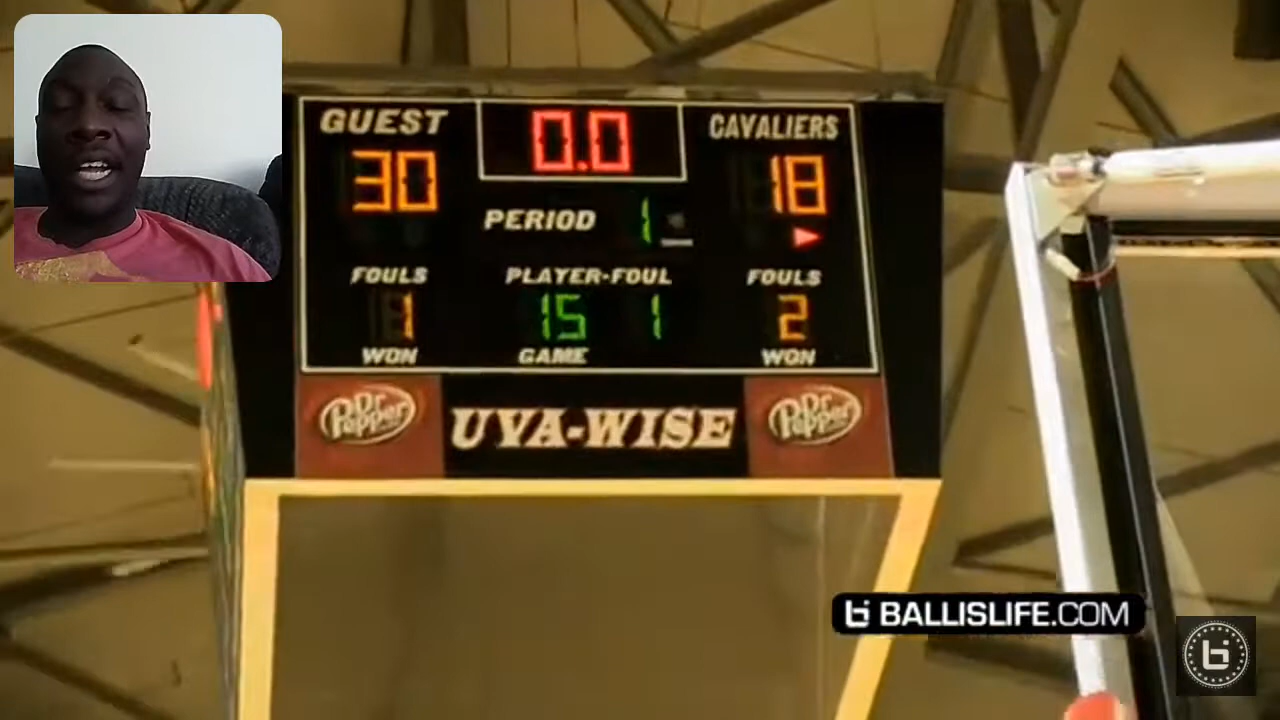 GUEST 0.0 CAVALIERS
30 18
PERIOD 1
FOULS PLAYER-FOUL FOULS
1 15 1 2
WON GAME WON
Dr Pepper UVA-WISE Dr Pepper
BALLISLIFE.COM